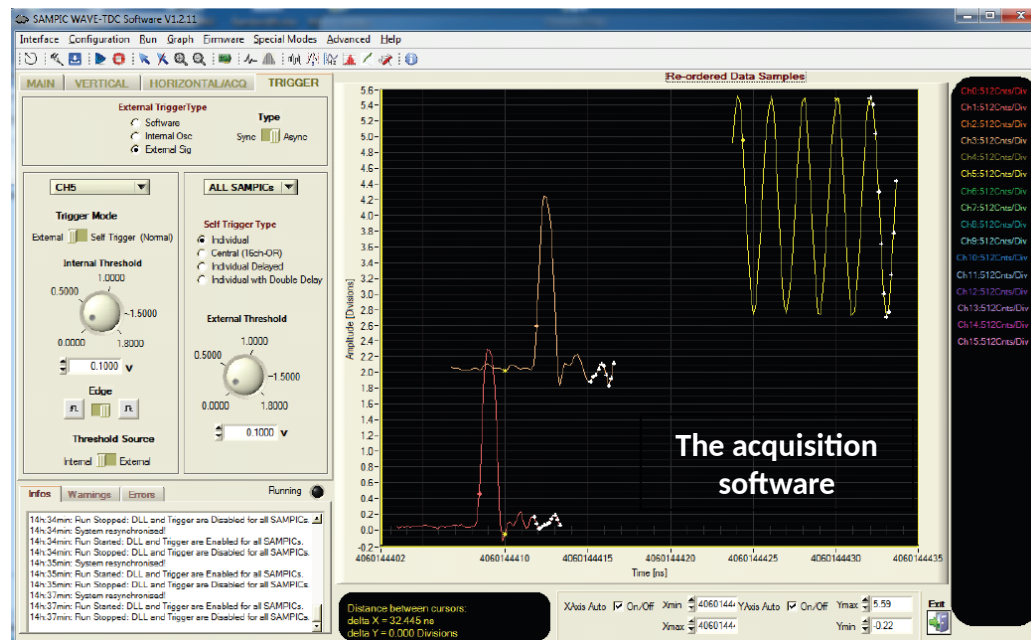 SAMPIC WAVE-TDC Software V1.2.11
Interface Configuration Run Graph Firmware Special Modes Advanced Help
MAIN VERTICAL HORIZONTAL/ACQ TRIGGER
External TriggerType
Software
Internal Osc
External Sig
Type
Sync Async
CH5
Trigger Mode
External Self Trigger (Normal)
Internal Threshold
1.0000
0.5000
1.5000
0.0000 1.8000
0.1000 V
Edge
Threshold Source
Internal External
ALL SAMPICs
Self Trigger Type
Individual
Central (16ch-OR)
Individual Delayed
Individual with Double Delay
External Threshold
1.0000
0.5000
1.5000
0.0000 1.8000
0.1000 V
Infos Warnings Errors
Running
14h:34min: Run Stopped: DLL and Trigger are Disabled for all SAMPICs.
14h:34min: System resynchronised!
14h:34min: Run Started: DLL and Trigger are Enabled for all SAMPICs.
14h:34min: Run Stopped: DLL and Trigger are Disabled for all SAMPICs.
14h:35min: System resynchronised!
14h:35min: Run Started: DLL and Trigger are Enabled for all SAMPICs.
14h:35min: Run Stopped: DLL and Trigger are Disabled for all SAMPICs.
14h:37min: System resynchronised!
14h:37min: Run Started: DLL and Trigger are Enabled for all SAMPICs.
14h:37min: Run Stopped: DLL and Trigger are Disabled for all SAMPICs.
Re-ordered Data Samples
Amplitude [Divisions]
5.6
5.4
5.2
5.0
4.8
4.6
4.4
4.2
4.0
3.8
3.6
3.4
3.2
3.0
2.8
2.6
2.4
2.2
2.0
1.8
1.6
1.4
1.2
1.0
0.8
0.6
0.4
0.2
0.0
-0.2
4060144402 4060144410 4060144415 4060144420 4060144425 4060144430 4060144435
Time [ns]
The acquisition
software
Ch0:512Cnts/Div
Ch1:512Cnts/Div
Ch2:512Cnts/Div
Ch3:512Cnts/Div
Ch4:512Cnts/Div
Ch5:512Cnts/Div
Ch6:512Cnts/Div
Ch7:512Cnts/Div
Ch8:512Cnts/Div
Ch9:512Cnts/Div
Ch10:512Cnts/Div
Ch11:512Cnts/Div
Ch12:512Cnts/Div
Ch13:512Cnts/Div
Ch14:512Cnts/Div
Ch15:512Cnts/Div
Distance between cursors:
delta X = 32.445 ns
delta Y = 0.000 Divisions
XAxis Auto On/Off Xmin 4060144 YAxis Auto On/Off Ymax 5.59
Xmax 4060144 Ymin -0.22
Exit